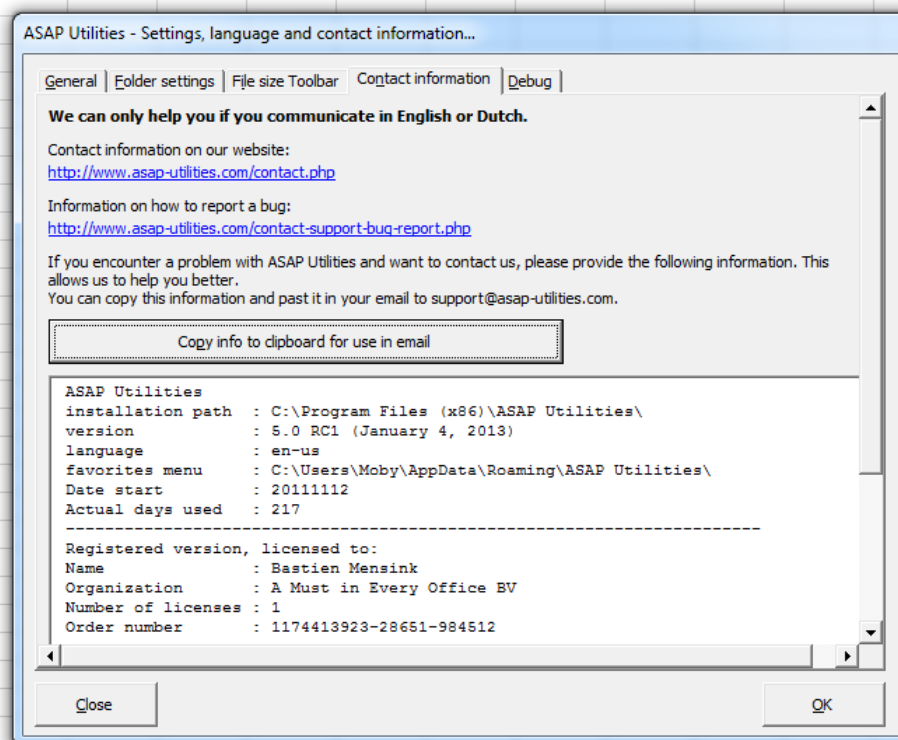 ASAP Utilities - Settings, language and contact information...
General | Folder settings | File size Toolbar | Contact information | Debug
We can only help you if you communicate in English or Dutch.
Contact information on our website:
http://www.asap-utilities.com/contact.php
Information on how to report a bug:
http://www.asap-utilities.com/contact-support-bug-report.php
If you encounter a problem with ASAP Utilities and want to contact us, please provide the following information. This
allows us to help you better.
You can copy this information and past it in your email to support@asap-utilities.com.
Copy info to clipboard for use in email
ASAP Utilities
installation path : C:\Program Files (x86)\ASAP Utilities\
version : 5.0 RC1 (January 4, 2013)
language : en-us
favorites menu : C:\Users\Moby\AppData\Roaming\ASAP Utilities\
Date start : 20111112
Actual days used : 217
-----------------------------------------------------------------------
Registered version, licensed to:
Name : Bastien Mensink
Organization : A Must in Every Office BV
Number of licenses : 1
Order number : 1174413923-28651-984512
Close
OK